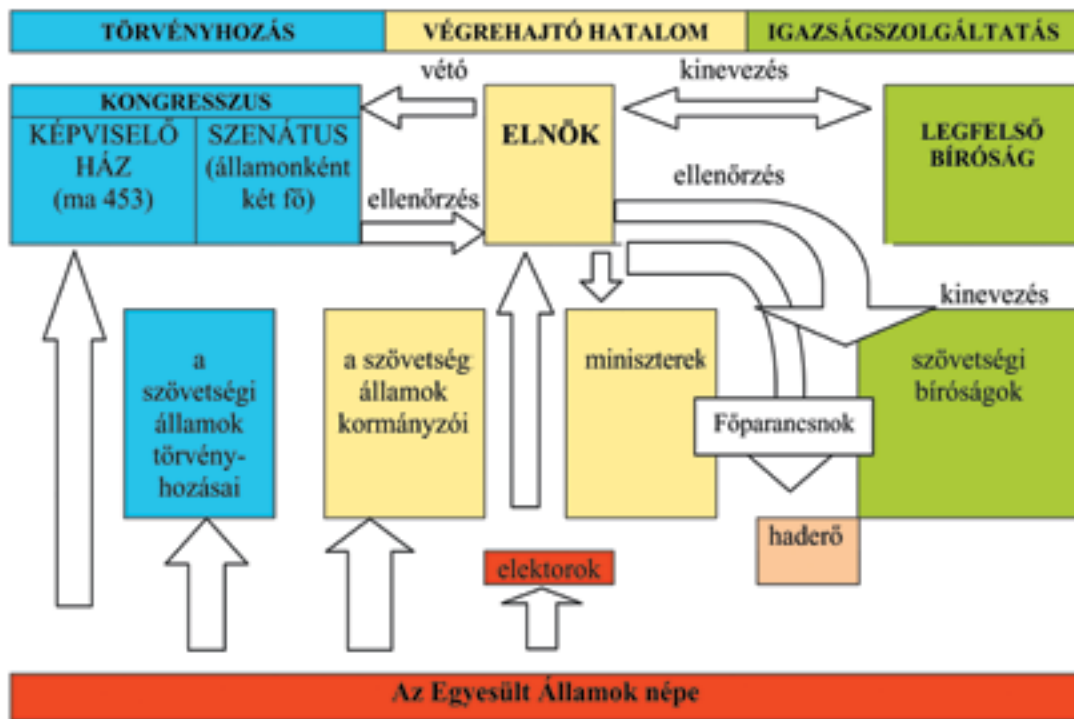 TÖRVÉNYHOZÁS
VÉGREHAJTÓ HATALOM
IGAZSÁGSZOLGÁLTATÁS
vétó
kinevezés
KONGRESSZUS
KÉPVISELŐ
HÁZ
(ma 453)
SZENÁTUS
(államonként
két fő)
ELNÖK
LEGFELSŐ
BÍRÓSÁG
ellenőrzés
ellenőrzés
kinevezés
a
szövetségi
államok
törvény-
hozásai
a szövetség
államok
kormányzói
miniszterek
szövetségi
bíróságok
Főparancsnok
haderő
elektorok
Az Egyesült Államok népe